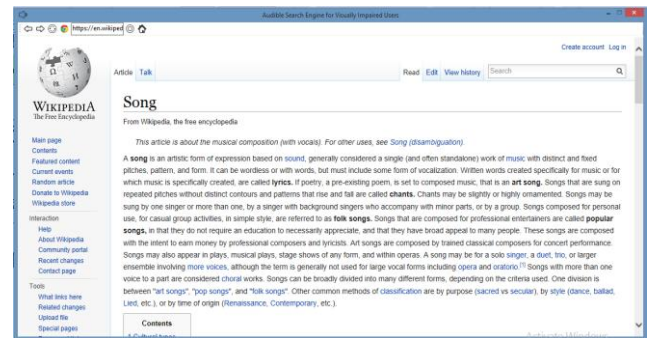 Audible Search Engine for Visually Impaired Users
https://en.wikiped
Create account Log in
Article Talk
Read Edit View history Search
WIKIPEDIA
The Free Encyclopedia
Main page
Contents
Featured content
Current events
Random article
Donate to Wikipedia
Wikipedia store
Interaction
Help
About Wikipedia
Community portal
Recent changes
Contact page
Tools
What links here
Related changes
Upload file
Special pages
Song
From Wikipedia, the free encyclopedia
This article is about the musical composition (with vocals). For other uses, see Song (disambiguation).
A song is an artistic form of expression based on sound, generally considered a single (and often standalone) work of music with distinct and fixed
pitches, pattern, and form. It can be wordless or with words, but must include some form of vocalization. Written words created specifically for music or for
which music is specifically created, are called lyrics. If poetry, a pre-existing poem, is set to composed music, that is an art song. Songs that are sung on
repeated pitches without distinct contours and patterns that rise and fall are called chants. Chants may be slightly or highly ornamented. Songs may be
sung by one singer or more than one, by a singer with background singers who accompany with minor parts, or by a group. Songs composed for personal
use, for casual group activities, in simple style, are referred to as folk songs. Songs that are composed for professional entertainers are called popular
songs, in that they do not require an education to necessarily appreciate, and that they have broad appeal to many people. These songs are composed
with the intent to earn money by professional composers and lyricists. Art songs are composed by trained classical composers for concert performance.
Songs may also appear in plays, musical plays, stage shows of any form, and within operas. A song may be for a solo singer, a duet, trio, or larger
ensemble involving more voices, although the term is generally not used for large vocal forms including opera and oratorio.[1] Songs with more than one
voice to a part are considered choral works. Songs can be broadly divided into many different forms, depending on the criteria used. One division is
between "art songs", "pop songs", and "folk songs". Other common methods of classification are by purpose (sacred vs secular), by style (dance, ballad,
Lied, etc.), or by time of origin (Renaissance, Contemporary, etc.).
Contents
Activate Windows